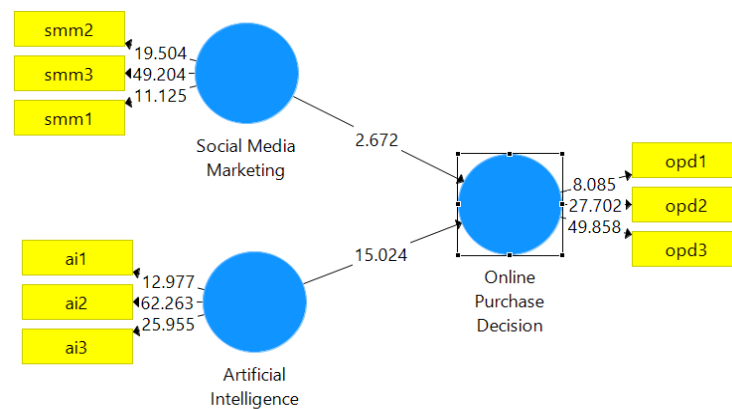 smm2
19.504
smm3
49.204
11.125
smm1
Social Media
Marketing
2.672
opd1
8.085
27.702
opd2
49.858
opd3
15.024
Online
Purchase
Decision
ai1
12.977
ai2
62.263
25.955
ai3
Artificial
Intelligence